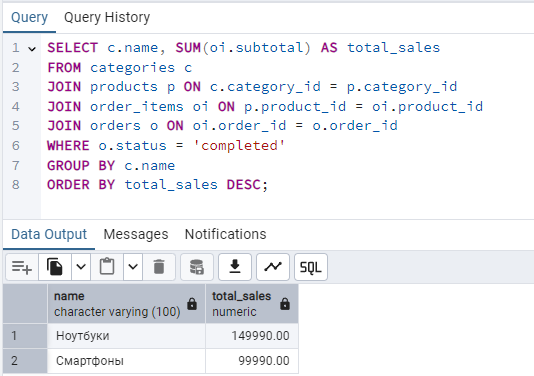 Query Query History
1 SELECT c.name, SUM(oi.subtotal) AS total_sales
2 FROM categories c
3 JOIN products p ON c.category_id = p.category_id
4 JOIN order_items oi ON p.product_id = oi.product_id
5 JOIN orders o ON oi.order_id = o.order_id
6 WHERE o.status = 'completed'
7 GROUP BY c.name
8 ORDER BY total_sales DESC;
Data Output Messages Notifications
SQL
name total_sales
character varying (100) numeric
1 Ноутбуки 149990.00
2 Смартфоны 99990.00